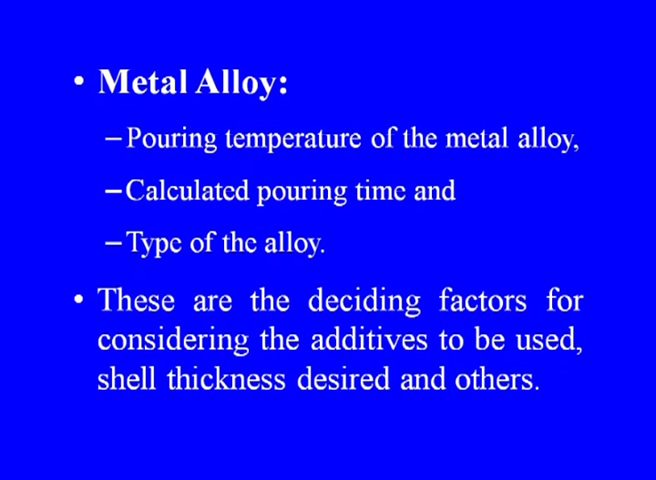 • Metal Alloy:
– Pouring temperature of the metal alloy,
– Calculated pouring time and
– Type of the alloy.
• These are the deciding factors for
considering the additives to be used,
shell thickness desired and others.